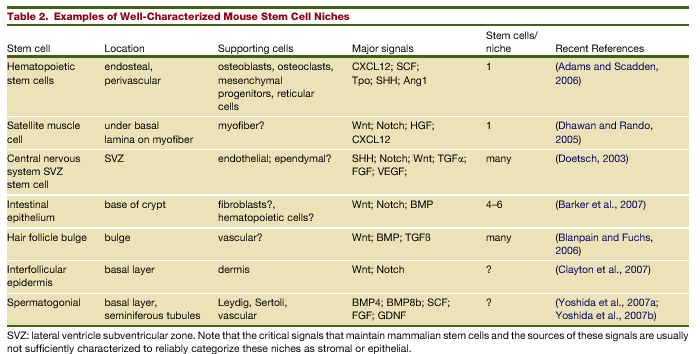 Table 2. Examples of Well-Characterized Mouse Stem Cell Niches
Stem cell Location Supporting cells Major signals Stem cells/ niche Recent References
Hematopoietic stem cells endosteal, perivascular osteoblasts, osteoclasts, mesenchymal progenitors, reticular cells CXCL12; SCF; Tpo; SHH; Ang1 1 (Adams and Scadden, 2006)
Satellite muscle cell under basal lamina on myofiber myofiber? Wnt; Notch; HGF; CXCL12 1 (Dhawan and Rando, 2005)
Central nervous system SVZ stem cell SVZ endothelial; ependymal? SHH; Notch; Wnt; TGFα; FGF; VEGF; many (Doetsch, 2003)
Intestinal epithelium base of crypt fibroblasts?, hematopoietic cells? Wnt; Notch; BMP 4–6 (Barker et al., 2007)
Hair follicle bulge bulge vascular? Wnt; BMP; TGFß many (Blanpain and Fuchs, 2006)
Interfollicular epidermis basal layer dermis Wnt; Notch ? (Clayton et al., 2007)
Spermatogonial basal layer, seminiferous tubules Leydig, Sertoli, vascular BMP4; BMP8b; SCF; FGF; GDNF ? (Yoshida et al., 2007a; Yoshida et al., 2007b)
SVZ: lateral ventricle subventricular zone. Note that the critical signals that maintain mammalian stem cells and the sources of these signals are usually
not sufficiently characterized to reliably categorize these niches as stromal or epithelial.